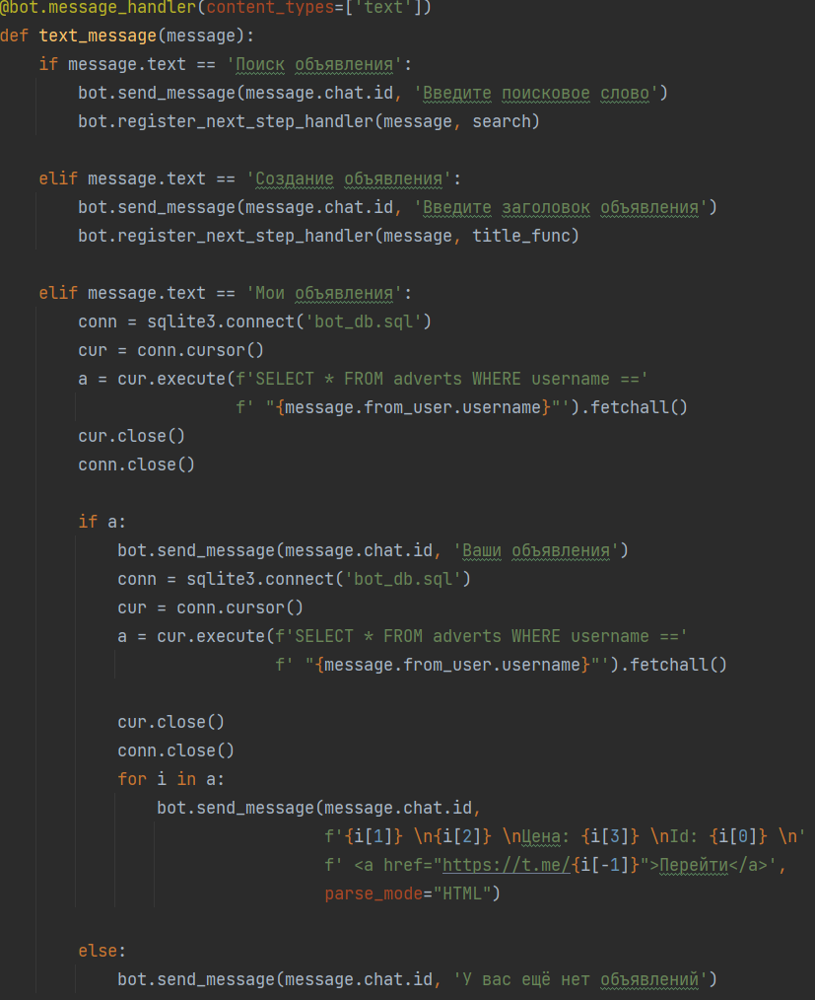 @bot.message_handler(content_types=['text'])
def text_message(message):
    if message.text == 'Поиск объявления':
        bot.send_message(message.chat.id, 'Введите поисковое слово')
        bot.register_next_step_handler(message, search)

    elif message.text == 'Создание объявления':
        bot.send_message(message.chat.id, 'Введите заголовок объявления')
        bot.register_next_step_handler(message, title_func)

    elif message.text == 'Мои объявления':
        conn = sqlite3.connect('bot_db.sql')
        cur = conn.cursor()
        a = cur.execute(f'SELECT * FROM adverts WHERE username =='
                        f' "{message.from_user.username}"').fetchall()
        cur.close()
        conn.close()

        if a:
            bot.send_message(message.chat.id, 'Ваши объявления')
            conn = sqlite3.connect('bot_db.sql')
            cur = conn.cursor()
            a = cur.execute(f'SELECT * FROM adverts WHERE username =='
                            f' "{message.from_user.username}"').fetchall()

            cur.close()
            conn.close()
            for i in a:
                bot.send_message(message.chat.id,
                                 f'{i[1]} \n{i[2]} \nЦена: {i[3]} \nId: {i[0]} \n'
                                 f' <a href="https://t.me/{i[-1]}">Перейти</a>',
                                 parse_mode="HTML")

        else:
            bot.send_message(message.chat.id, 'У вас ещё нет объявлений')